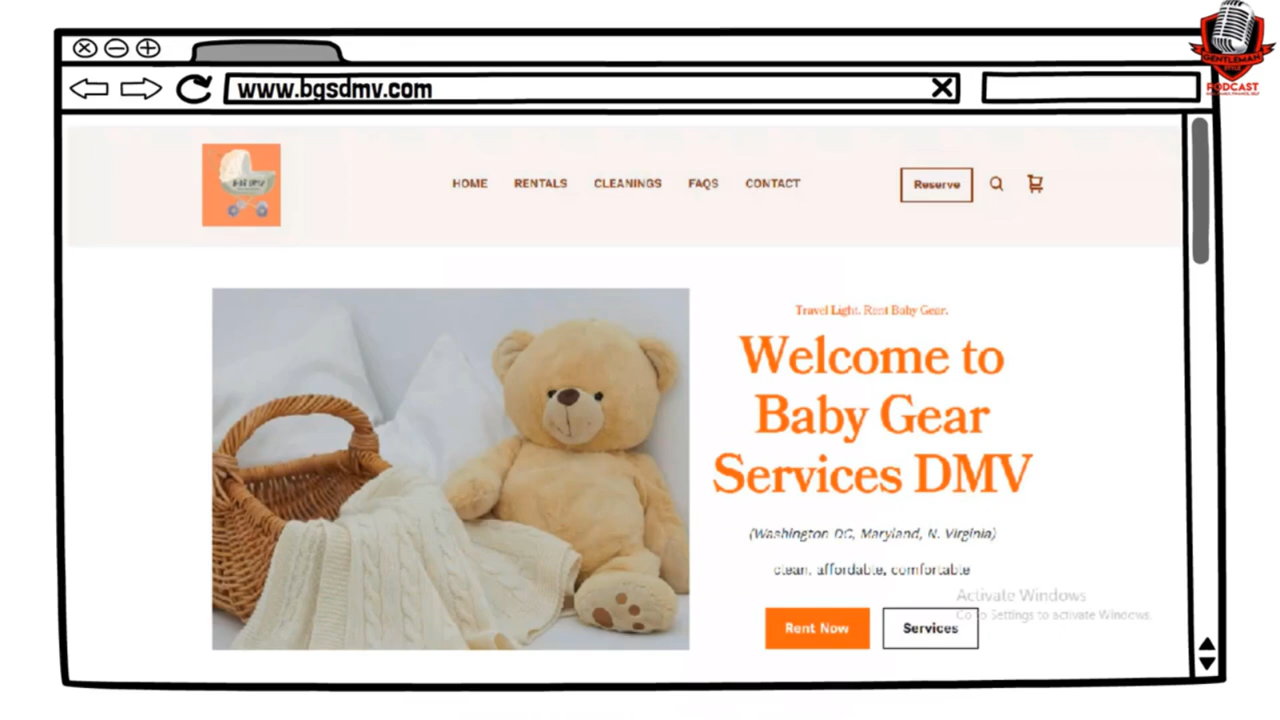 GENTLEMAN
STYLE
PODCAST
www.bgsdmv.com
HOME RENTALS CLEANINGS FAQS CONTACT
Reserve
Travel Light. Rent Baby Gear.
Welcome to
Baby Gear
Services DMV
(Washington DC, Maryland, N. Virginia)
clean, affordable, comfortable
Activate Windows
Go to Settings to activate Windows.
Rent Now
Services